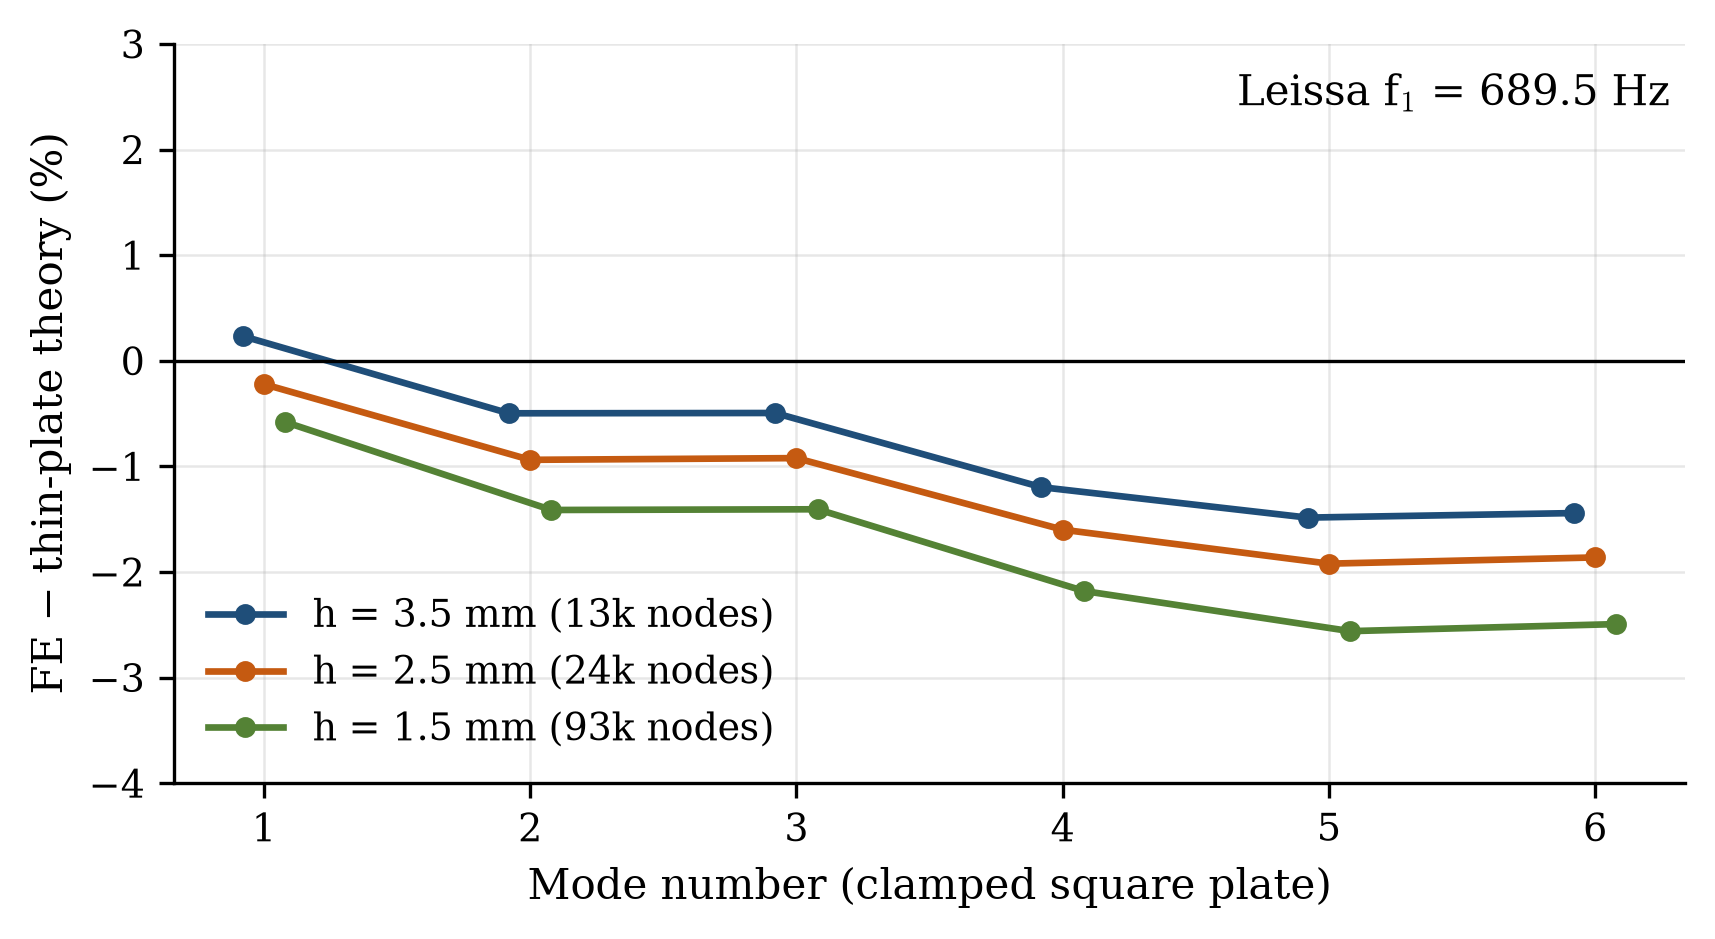 3
2
1
0
−1
−2
−3
−4
FE − thin-plate theory (%)
Leissa f₁ = 689.5 Hz
h = 3.5 mm (13k nodes)
h = 2.5 mm (24k nodes)
h = 1.5 mm (93k nodes)
1 2 3 4 5 6
Mode number (clamped square plate)